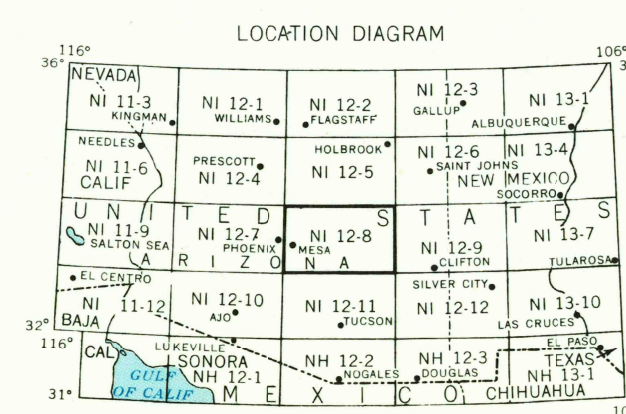 LOCATION DIAGRAM
116° 106°
36°
NEVADA
NI 11-3 NI 12-1 NI 12-2 NI 12-3 NI 13-1
KINGMAN WILLIAMS FLAGSTAFF GALLUP ALBUQUERQUE
NEEDLES HOLBROOK NI 12-6 NI 13-4
NI 11-6 PRESCOTT NI 12-5 SAINT JOHNS
CALIF NI 12-4 NEW MEXICO
SOCORRO
UNITED STATES
NI 11-9 NI 12-7 NI 12-8 NI 12-9 NI 13-7
SALTON SEA PHOENIX MESA CLIFTON TULAROSA
ARIZONA
EL CENTRO SILVER CITY
NI 11-12 NI 12-10 NI 12-11 NI 12-12 NI 13-10
BAJA AJO TUCSON LAS CRUCES
32°
116° CAL LUKEVILLE EL PASO
SONORA NH 12-2 NH 12-3 TEXAS
GULF NH 12-1 NOGALES DOUGLAS NH 13-1
OF CALIF MEXICO CHIHUAHUA
31°